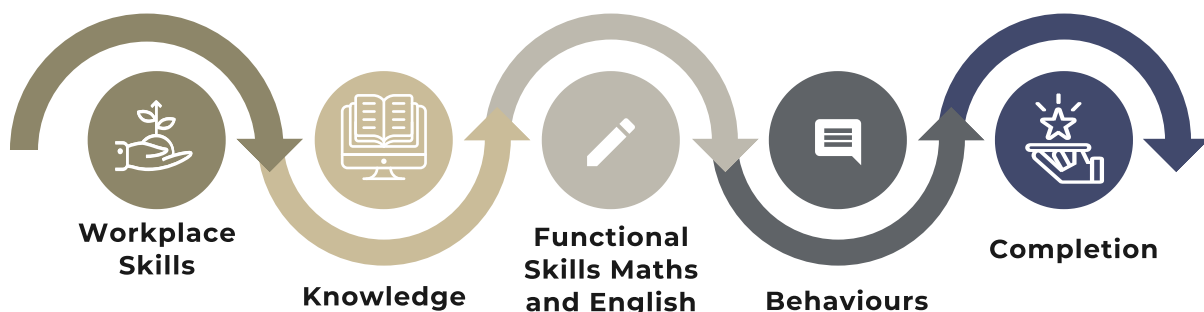 Workplace
Skills
Knowledge
Functional
Skills Maths
and English
Behaviours
Completion